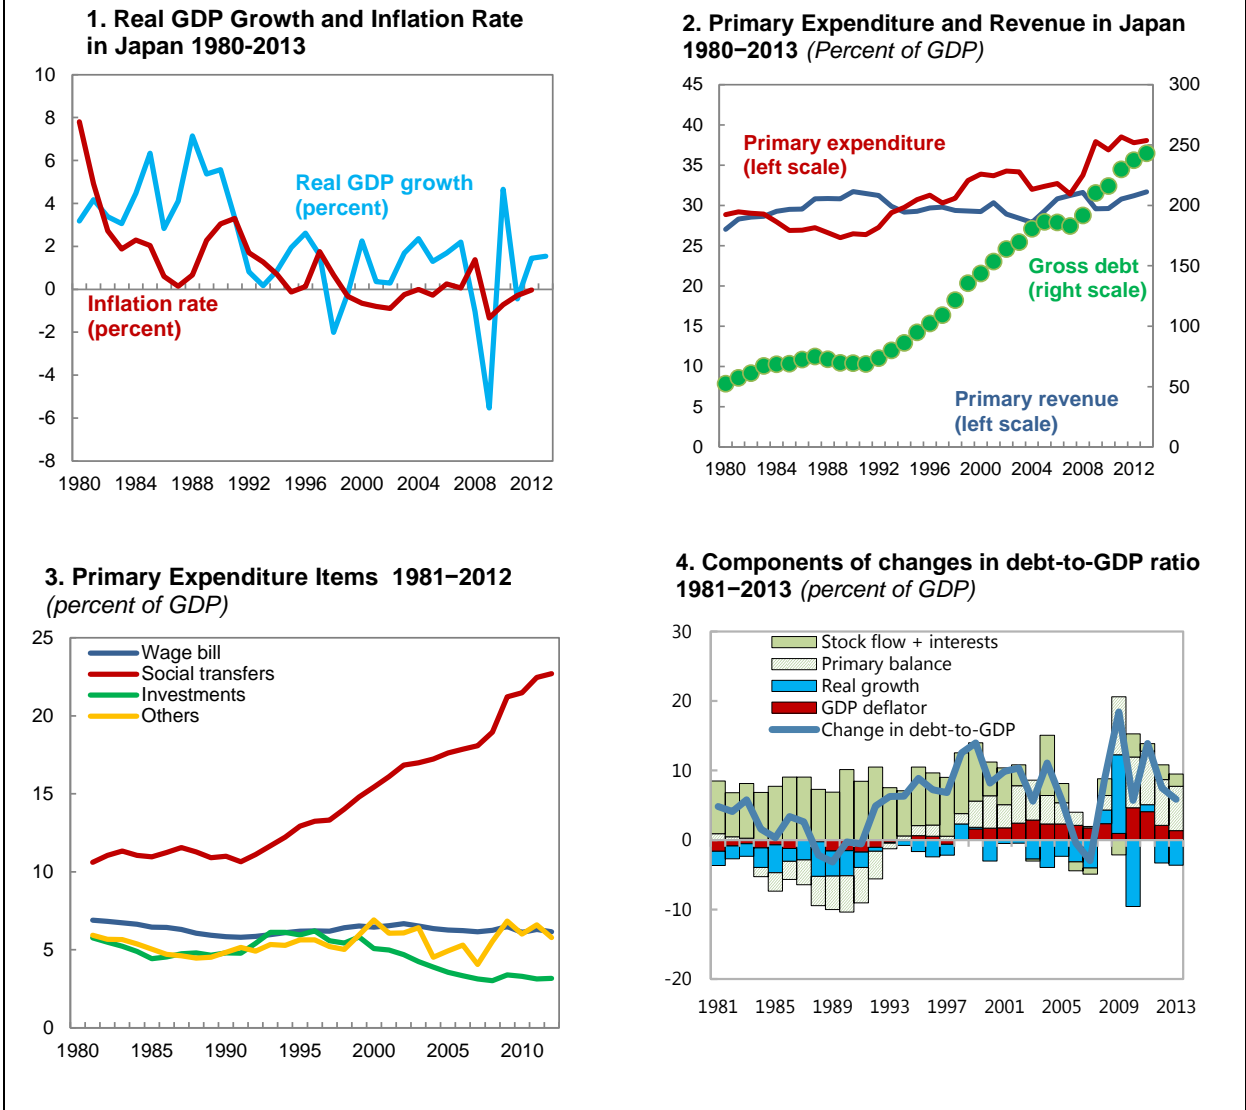 1. Real GDP Growth and Inflation Rate
in Japan 1980-2013
10
8
6
4
2
0
-2
-4
-6
-8
Real GDP growth
(percent)
Inflation rate
(percent)
1980 1984 1988 1992 1996 2000 2004 2008 2012
2. Primary Expenditure and Revenue in Japan
1980−2013 (Percent of GDP)
45
40
35
30
25
20
15
10
5
0
300
250
200
150
100
50
0
Primary expenditure
(left scale)
Gross debt
(right scale)
Primary revenue
(left scale)
1980 1984 1988 1992 1996 2000 2004 2008 2012
3. Primary Expenditure Items 1981−2012
(percent of GDP)
25
20
15
10
5
0
Wage bill
Social transfers
Investments
Others
1980 1985 1990 1995 2000 2005 2010
4. Components of changes in debt-to-GDP ratio
1981−2013 (percent of GDP)
30
20
10
0
-10
-20
Stock flow + interests
Primary balance
Real growth
GDP deflator
Change in debt-to-GDP
1981 1985 1989 1993 1997 2001 2005 2009 2013